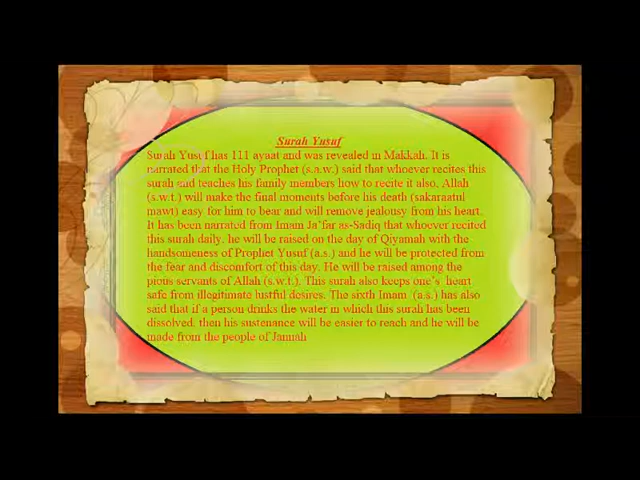 Surah Yusuf
Surah Yusuf has 111 ayaat and was revealed in Makkah. It is
narrated that the Holy Prophet (s.a.w.) said that whoever recites this
surah and teaches his family members how to recite it also, Allah
(s.w.t.) will make the final moments before his death (sakaraatul
mawt) easy for him to bear and will remove jealousy from his heart.
It has been narrated from Imam Ja'far as-Sadiq that whoever recited
this surah daily, he will be raised on the day of Qiyamah with the
handsomeness of Prophet Yusuf (a.s.) and he will be protected from
the fear and discomfort of this day. He will be raised among the
pious servants of Allah (s.w.t.). This surah also keeps one's heart
safe from illegitimate lustful desires. The sixth Imam (a.s.) has also
said that if a person drinks the water in which this surah has been
dissolved, then his sustenance will be easier to reach and he will be
made from the people of Jannah